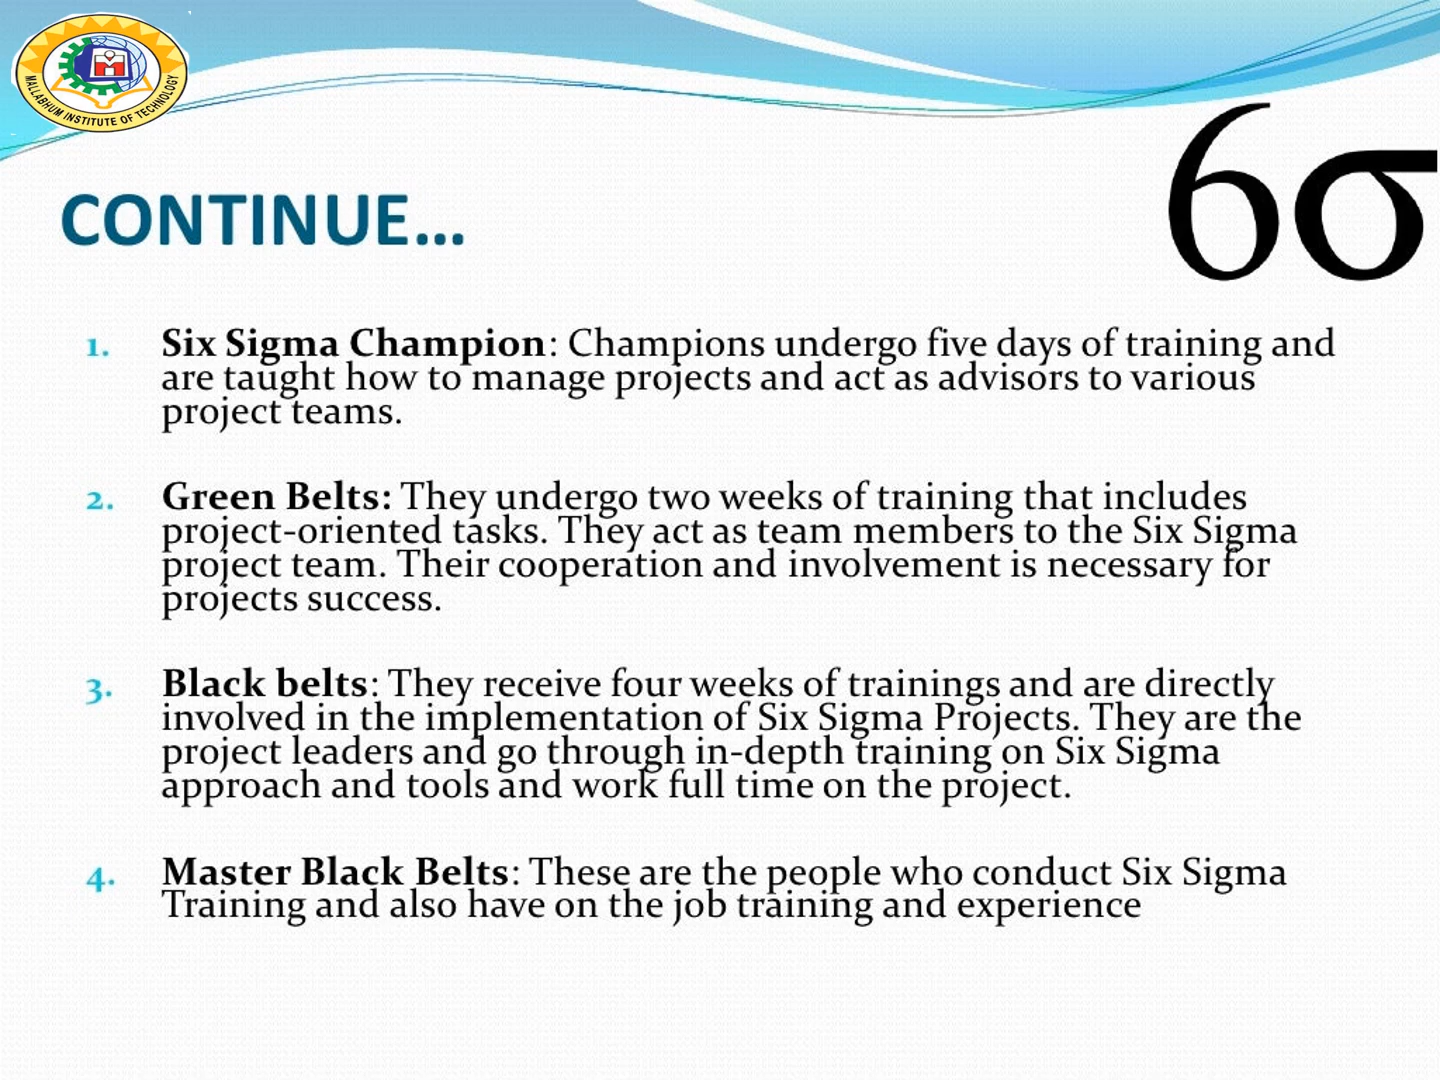 MALLABHUM INSTITUTE OF TECHNOLOGY
6σ
CONTINUE...
1. Six Sigma Champion: Champions undergo five days of training and
are taught how to manage projects and act as advisors to various
project teams.
2. Green Belts: They undergo two weeks of training that includes
project-oriented tasks. They act as team members to the Six Sigma
project team. Their cooperation and involvement is necessary for
projects success.
3. Black belts: They receive four weeks of trainings and are directly
involved in the implementation of Six Sigma Projects. They are the
project leaders and go through in-depth training on Six Sigma
approach and tools and work full time on the project.
4. Master Black Belts: These are the people who conduct Six Sigma
Training and also have on the job training and experience